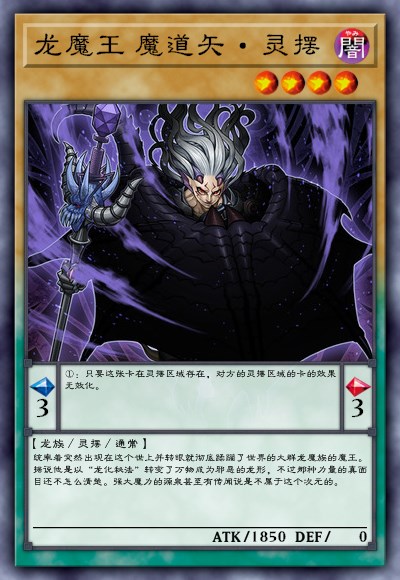 龙魔王 魔道矢·灵摆
やみ
闇
①：只要这张卡在灵摆区域存在，对方的灵摆区域的卡的效果
无效化。
3
3
【龙族／灵摆／通常】
统率着突然出现在这个世上并转眼就彻底蹂躏了世界的大群龙魔族的魔王。
据说他是以“龙化秘法”转变了万物成为邪恶的龙形，不过那种力量的真面
目还不怎么清楚。强大魔力的源泉甚至有传闻说是不属于这个次元的。
ATK/1850 DEF/ 0